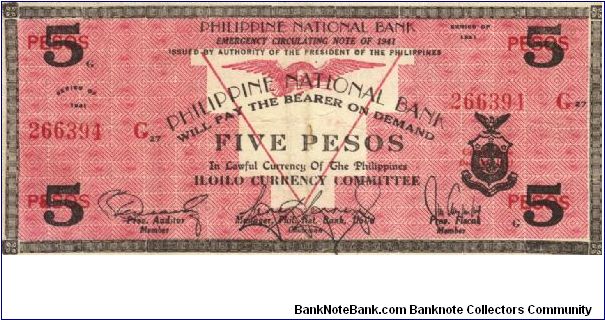 PHILIPPINE NATIONAL BANK
EMERGENCY CIRCULATING NOTE OF 1941
ISSUED BY AUTHORITY OF THE PRESIDENT OF THE PHILIPPINES
SERIES OF
1941
5 PESOS
G
5 PESOS
SERIES OF
1941
PHILIPPINE NATIONAL BANK
WILL PAY THE BEARER ON DEMAND
266394 G27
266394 G27
FIVE PESOS
In Lawful Currency Of The Philippines
ILOILO CURRENCY COMMITTEE
5 PESOS
5 PESOS
G
Prov. Auditor
Member
Manager, Phil. Nat. Bank, Iloilo
Chairman
Prov. Fiscal
Member
BankNoteBank.com Banknote Collectors Community